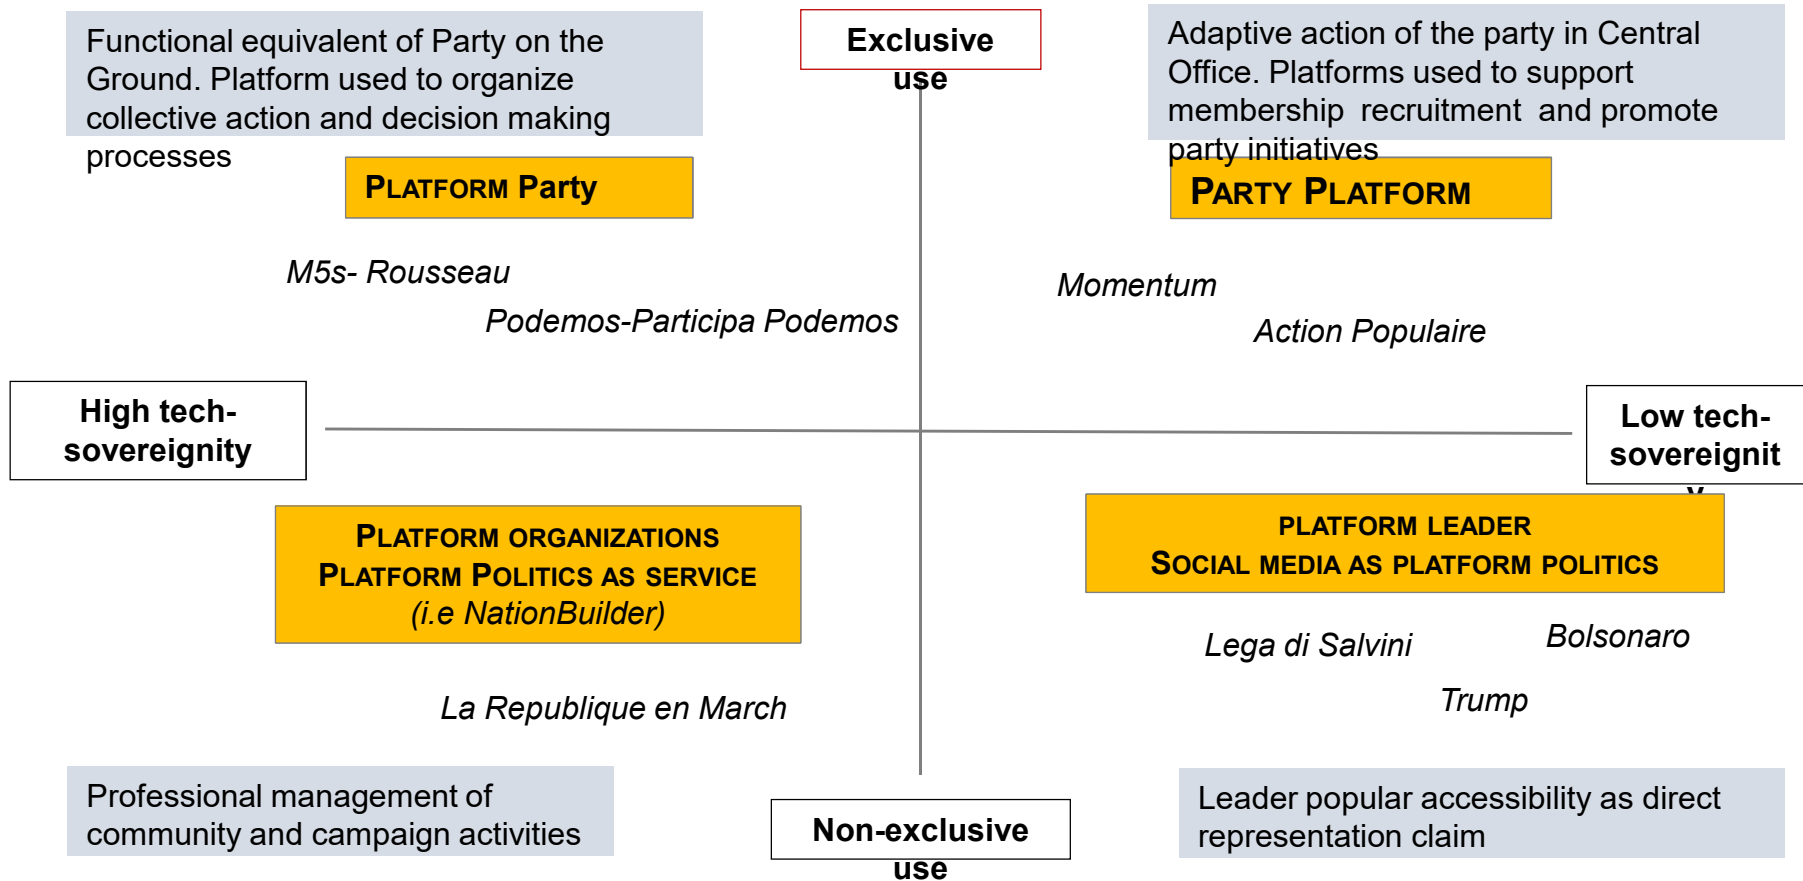 Functional equivalent of Party on the
Ground. Platform used to organize
collective action and decision making
processes
Exclusive
use
Adaptive action of the party in Central
Office. Platforms used to support
membership recruitment and promote
party initiatives
PLATFORM Party
PARTY PLATFORM
M5s- Rousseau
Podemos-Participa Podemos
Momentum
Action Populaire
High tech-
sovereignity
Low tech-
sovereignit
y
PLATFORM ORGANIZATIONS
PLATFORM POLITICS AS SERVICE
(i.e NationBuilder)
PLATFORM LEADER
SOCIAL MEDIA AS PLATFORM POLITICS
Lega di Salvini
Bolsonaro
Trump
La Republique en March
Professional management of
community and campaign activities
Non-exclusive
use
Leader popular accessibility as direct
representation claim